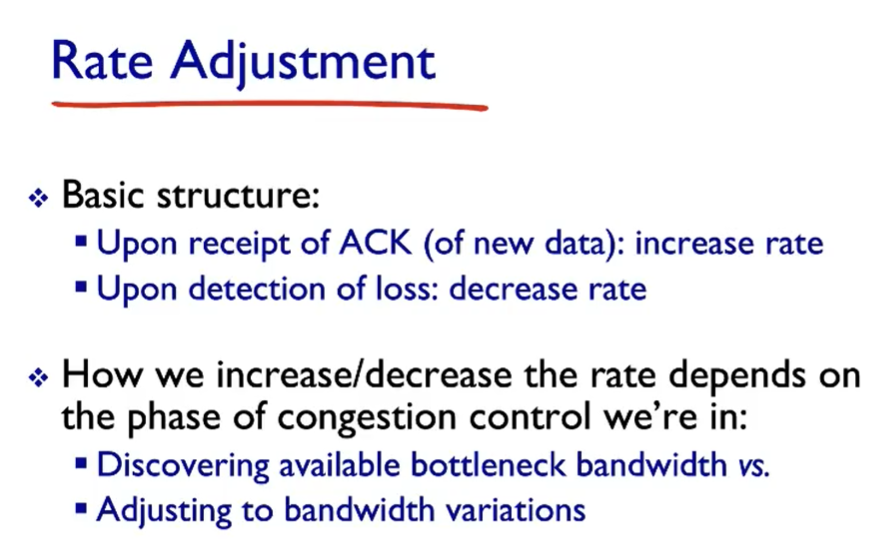 Rate Adjustment
❖ Basic structure:
▪ Upon receipt of ACK (of new data): increase rate
▪ Upon detection of loss: decrease rate
❖ How we increase/decrease the rate depends on
the phase of congestion control we're in:
▪ Discovering available bottleneck bandwidth vs.
▪ Adjusting to bandwidth variations